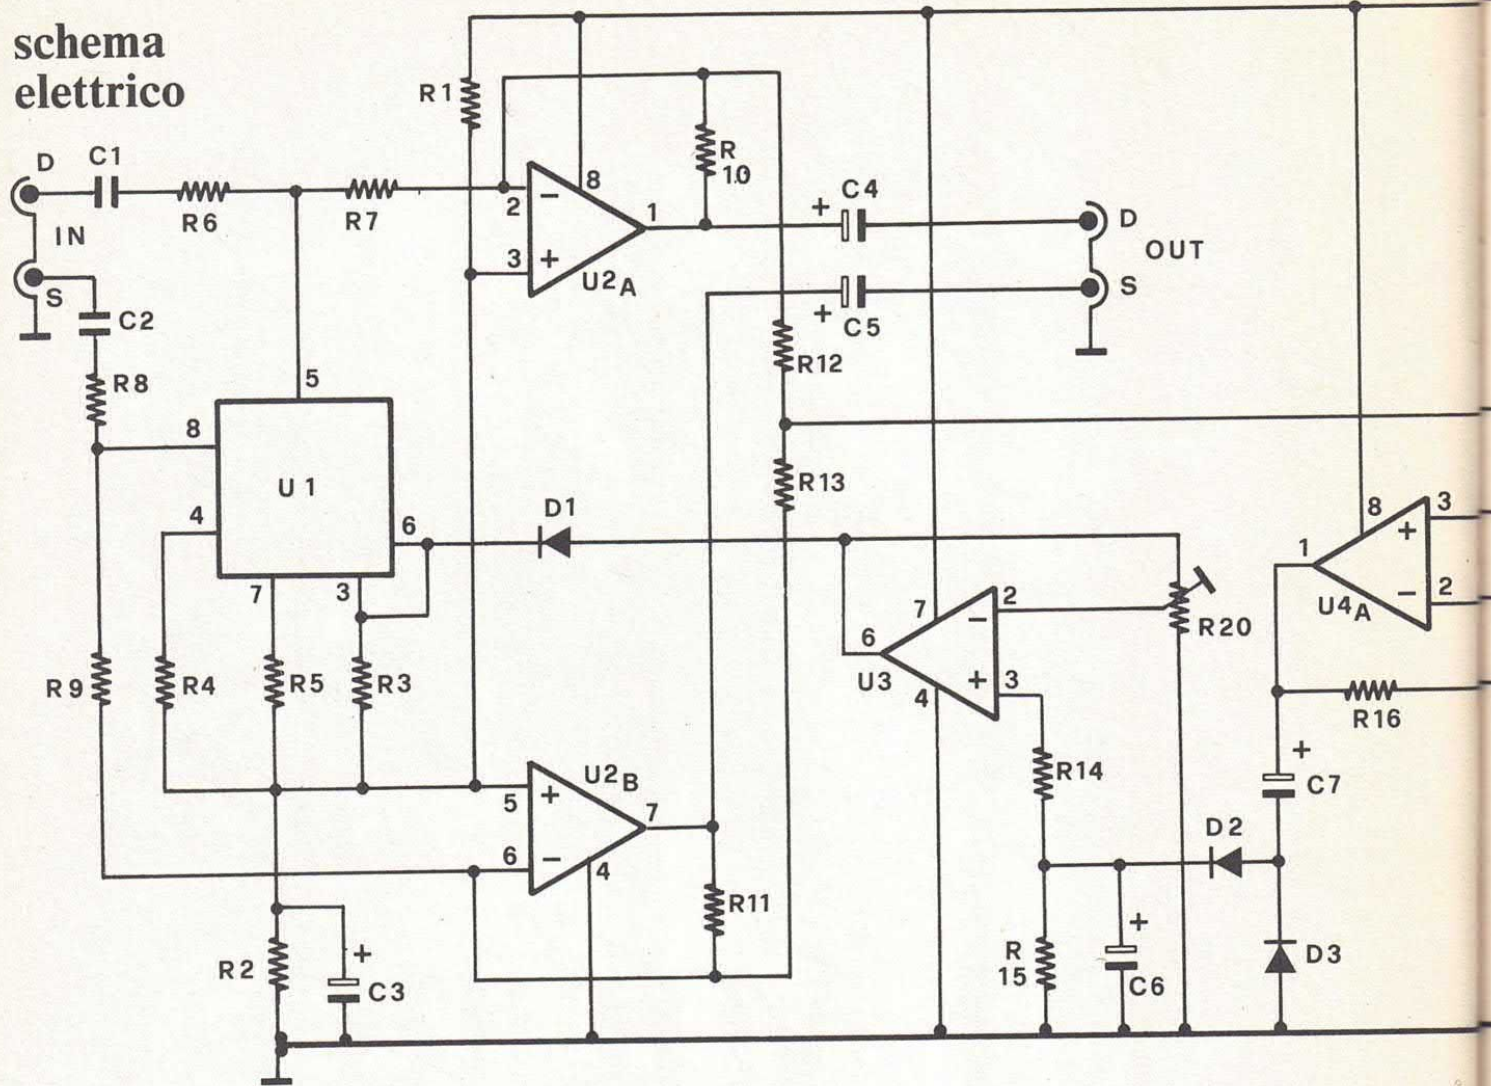 schema
elettrico
D
C1
R6
R7
IN
S
C2
R8
R1
2
−
3
+
8
1
U2A
R
10
+
C4
D
OUT
S
+
C5
R12
R13
5
8
U1
4
6
7
3
D1
R9
R4
R5
R3
7
2
−
6
U3
+
3
4
R20
8
3
+
1
−
2
U4A
R16
+
C7
R14
D2
U2B
5
+
7
6
−
4
R11
R2
+
C3
R
15
+
C6
D3